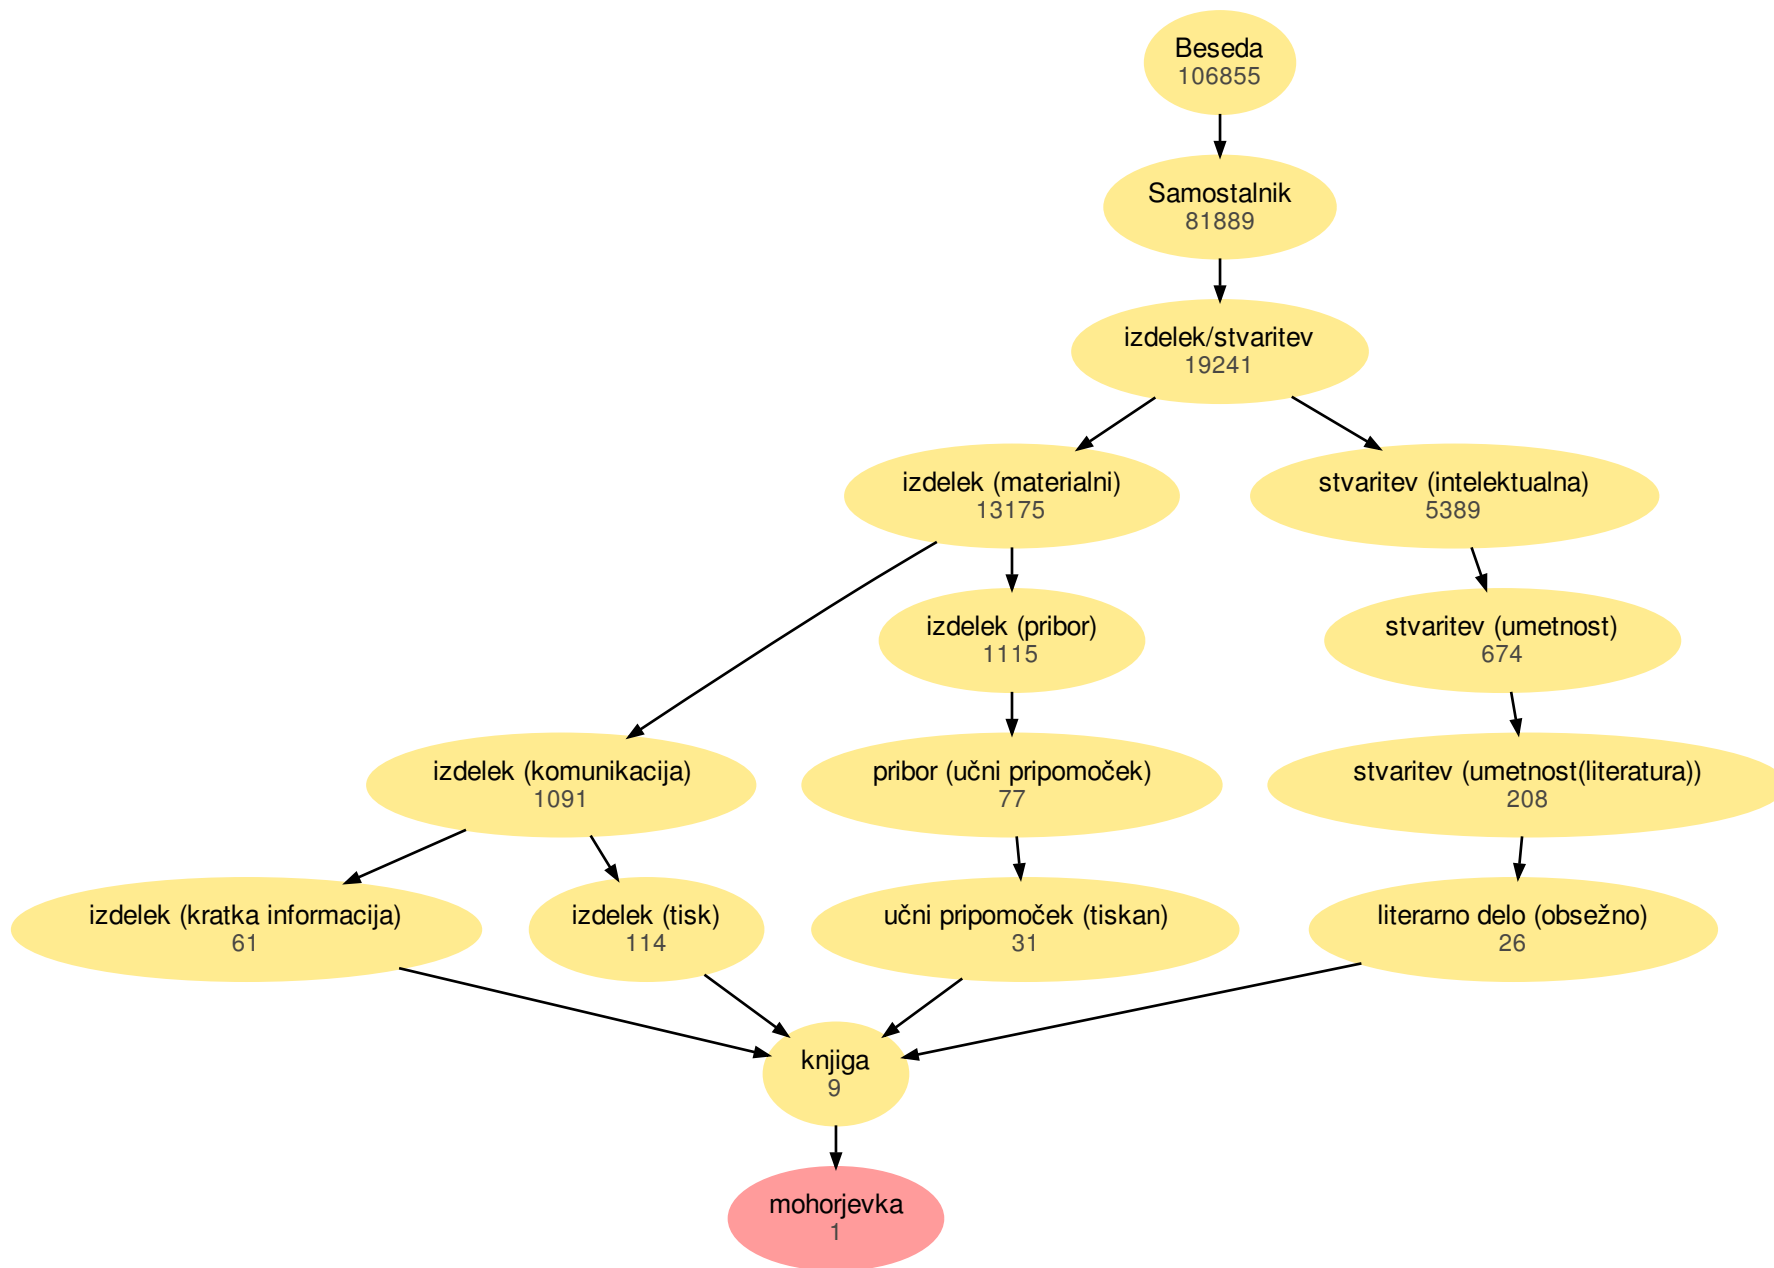 Beseda
106855
Samostalnik
81889
izdelek/stvaritev
19241
izdelek (materialni)
13175
stvaritev (intelektualna)
5389
izdelek (pribor)
1115
stvaritev (umetnost)
674
izdelek (komunikacija)
1091
pribor (učni pripomoček)
77
stvaritev (umetnost(literatura))
208
izdelek (kratka informacija)
61
izdelek (tisk)
114
učni pripomoček (tiskan)
31
literarno delo (obsežno)
26
knjiga
9
mohorjevka
1